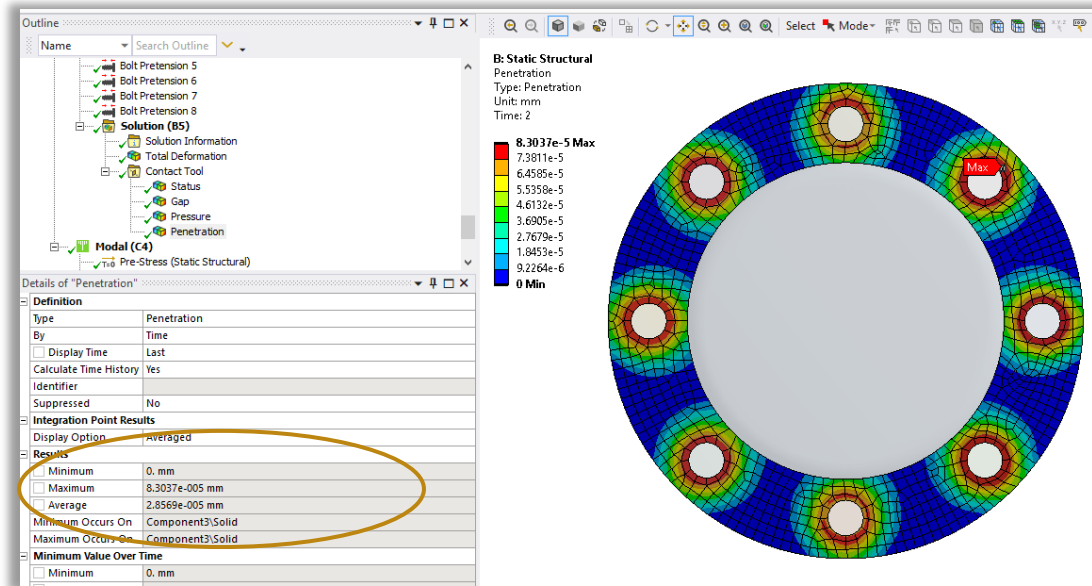 Outline
Name
Search Outline
Bolt Pretension 5
Bolt Pretension 6
Bolt Pretension 7
Bolt Pretension 8
Solution (B5)
Solution Information
Total Deformation
Contact Tool
Status
Gap
Pressure
Penetration
Modal (C4)
T=0 Pre-Stress (Static Structural)
Details of "Penetration"
Definition
Type Penetration
By Time
Display Time Last
Calculate Time History Yes
Identifier
Suppressed No
Integration Point Results
Display Option Averaged
Results
Minimum 0. mm
Maximum 8.3037e-005 mm
Average 2.8569e-005 mm
Minimum Occurs On Component3\Solid
Maximum Occurs On Component3\Solid
Minimum Value Over Time
Minimum 0. mm
Select Mode
B: Static Structural
Penetration
Type: Penetration
Unit: mm
Time: 2
8.3037e-5 Max
7.3811e-5
6.4585e-5
5.5358e-5
4.6132e-5
3.6905e-5
2.7679e-5
1.8453e-5
9.2264e-6
0 Min
Max